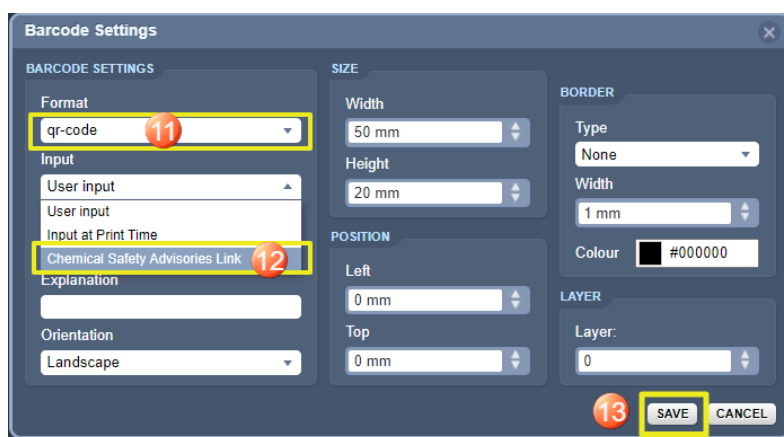 Barcode Settings
BARCODE SETTINGS
Format
qr-code
11
Input
User input
User input
Input at Print Time
Chemical Safety Advisories Link
12
Explanation
Orientation
Landscape
SIZE
Width
50 mm
Height
20 mm
POSITION
Left
0 mm
Top
0 mm
BORDER
Type
None
Width
1 mm
Colour #000000
LAYER
Layer:
0
13
SAVE CANCEL